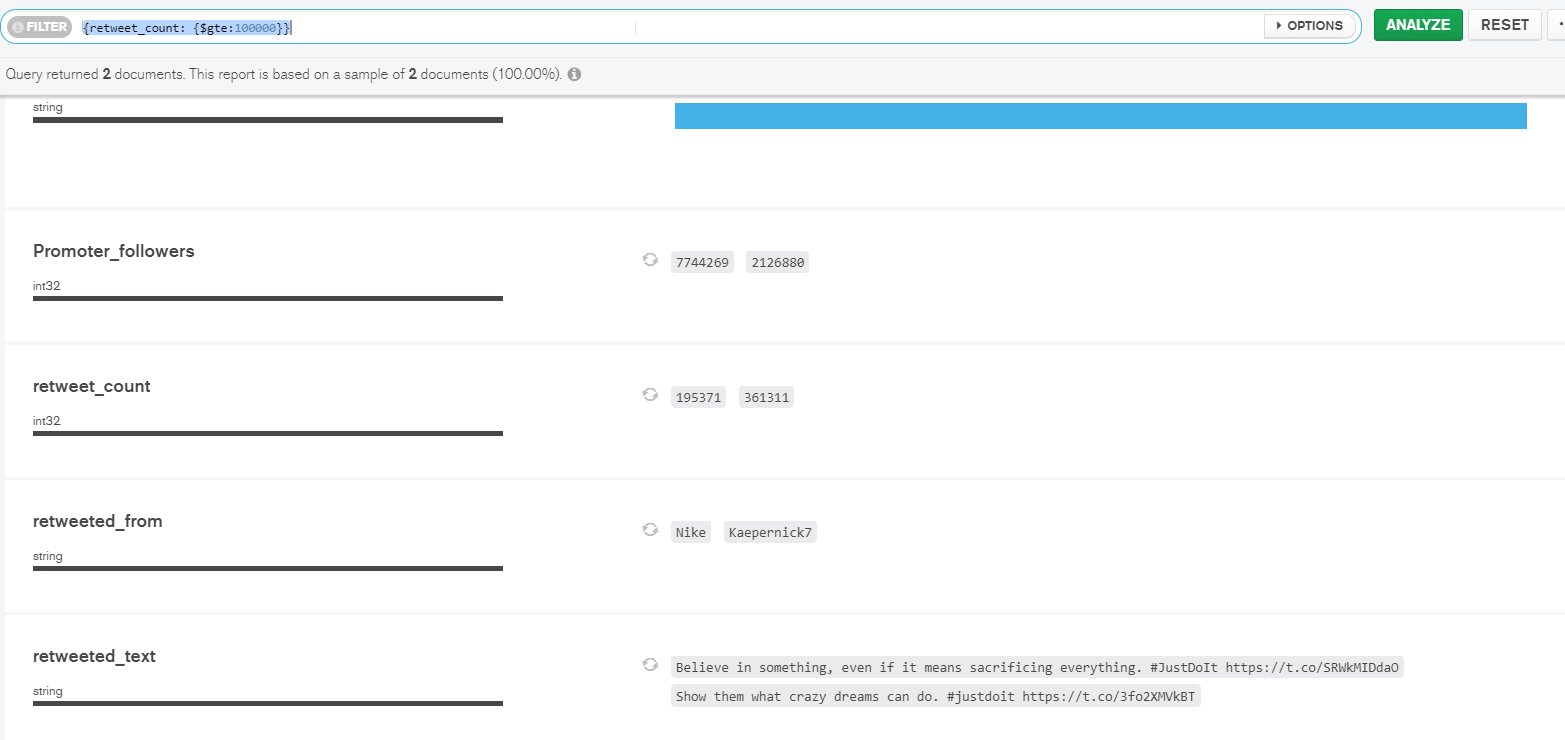 FILTER {retweet_count: {$gte:100000}} OPTIONS ANALYZE RESET
Query returned 2 documents. This report is based on a sample of 2 documents (100.00%).
string
Promoter_followers
int32
7744269 2126880
retweet_count
int32
195371 361311
retweeted_from
string
Nike Kaepernick7
retweeted_text
string
Believe in something, even if it means sacrificing everything. #JustDoIt https://t.co/SRWkMIDdaO
Show them what crazy dreams can do. #justdoit https://t.co/3fo2XMVkBT